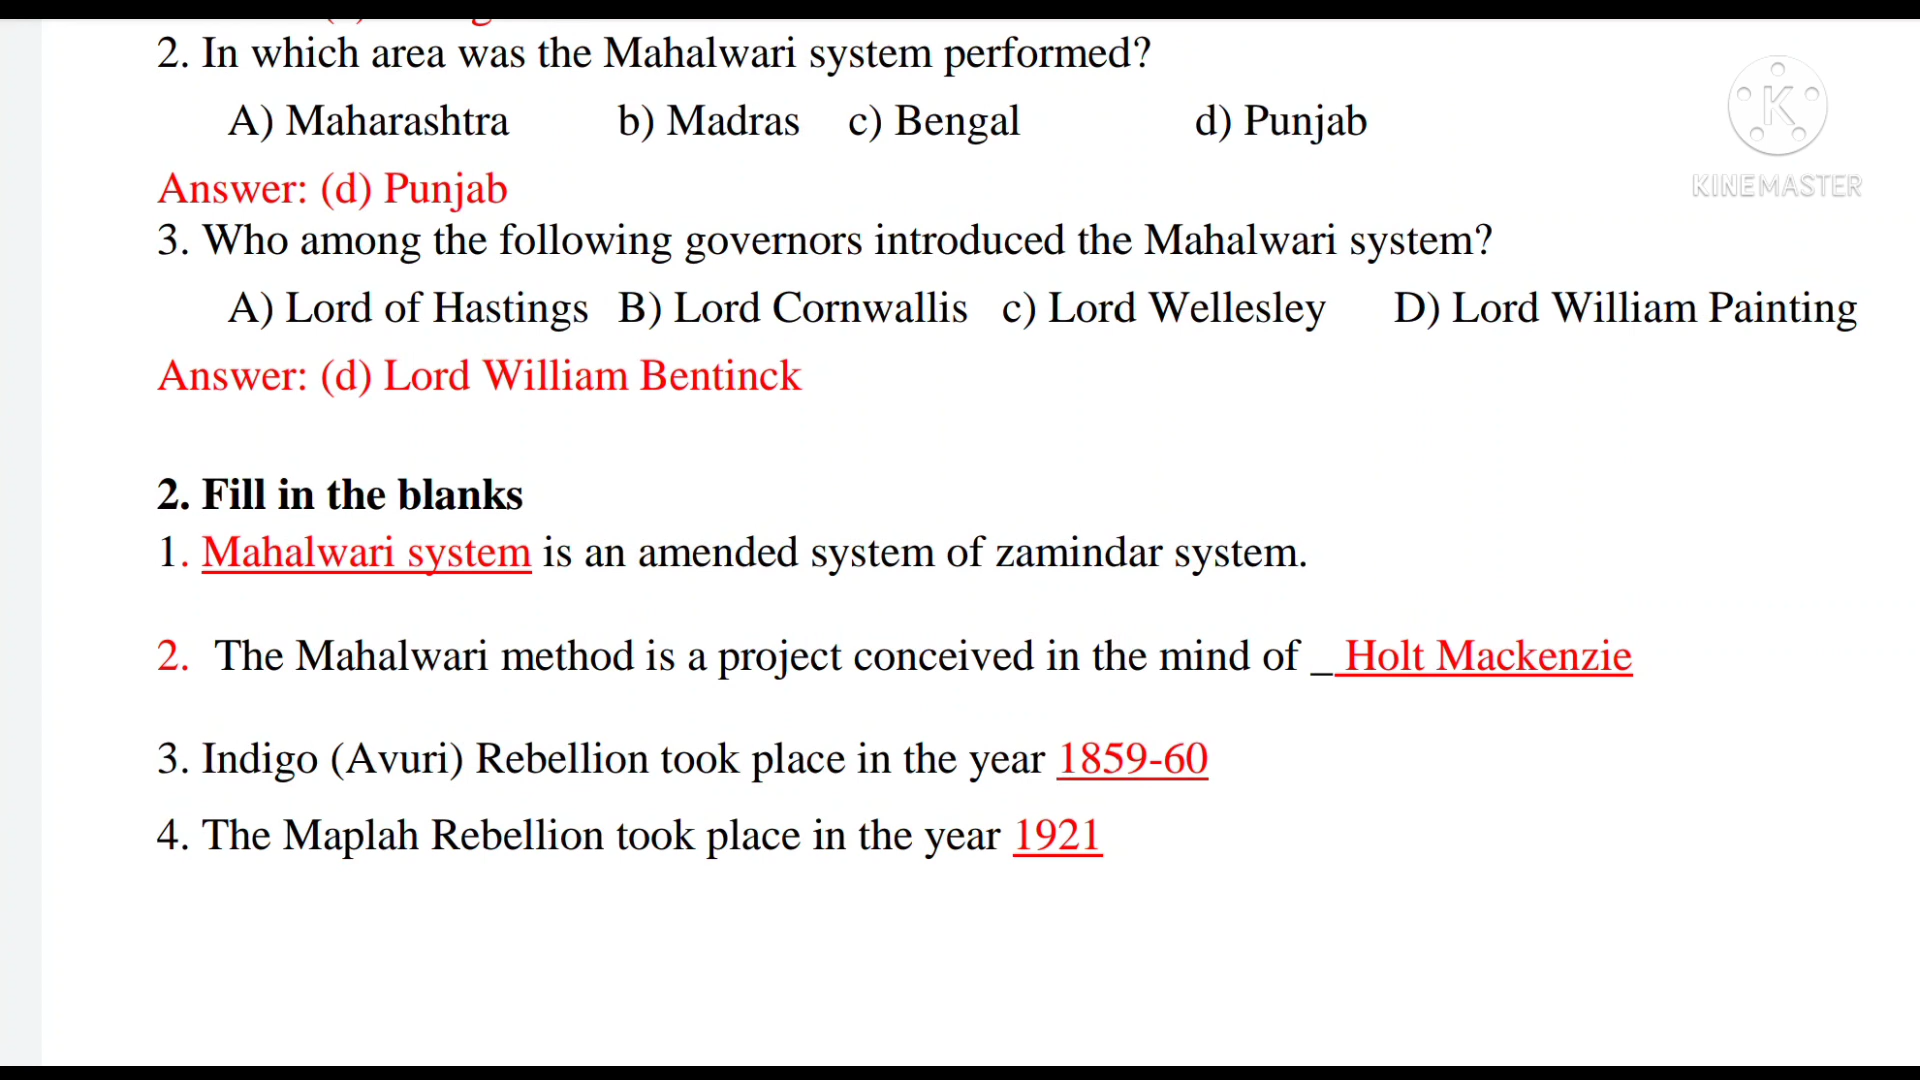 2. In which area was the Mahalwari system performed?
A) Maharashtra b) Madras c) Bengal d) Punjab
K
KINEMASTER
Answer: (d) Punjab
3. Who among the following governors introduced the Mahalwari system?
A) Lord of Hastings B) Lord Cornwallis c) Lord Wellesley D) Lord William Painting
Answer: (d) Lord William Bentinck
2. Fill in the blanks
1. Mahalwari system is an amended system of zamindar system.
2. The Mahalwari method is a project conceived in the mind of _ Holt Mackenzie
3. Indigo (Avuri) Rebellion took place in the year 1859-60
4. The Maplah Rebellion took place in the year 1921